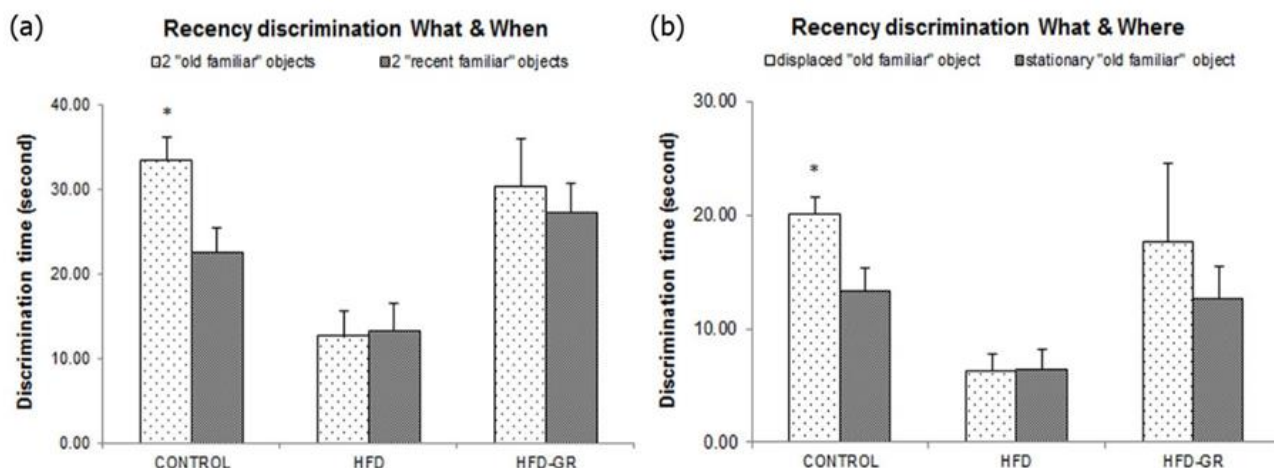 (a)
Recency discrimination What & When
2 "old familiar" objects 2 "recent familiar" objects
Discrimination time (second)
40.00
30.00
20.00
10.00
0.00
*
CONTROL HFD HFD-GR
(b)
Recency discrimination What & Where
displaced "old familiar" object stationary "old familiar" object
Discrimination time (second)
30.00
20.00
10.00
0.00
*
CONTROL HFD HFD-GR